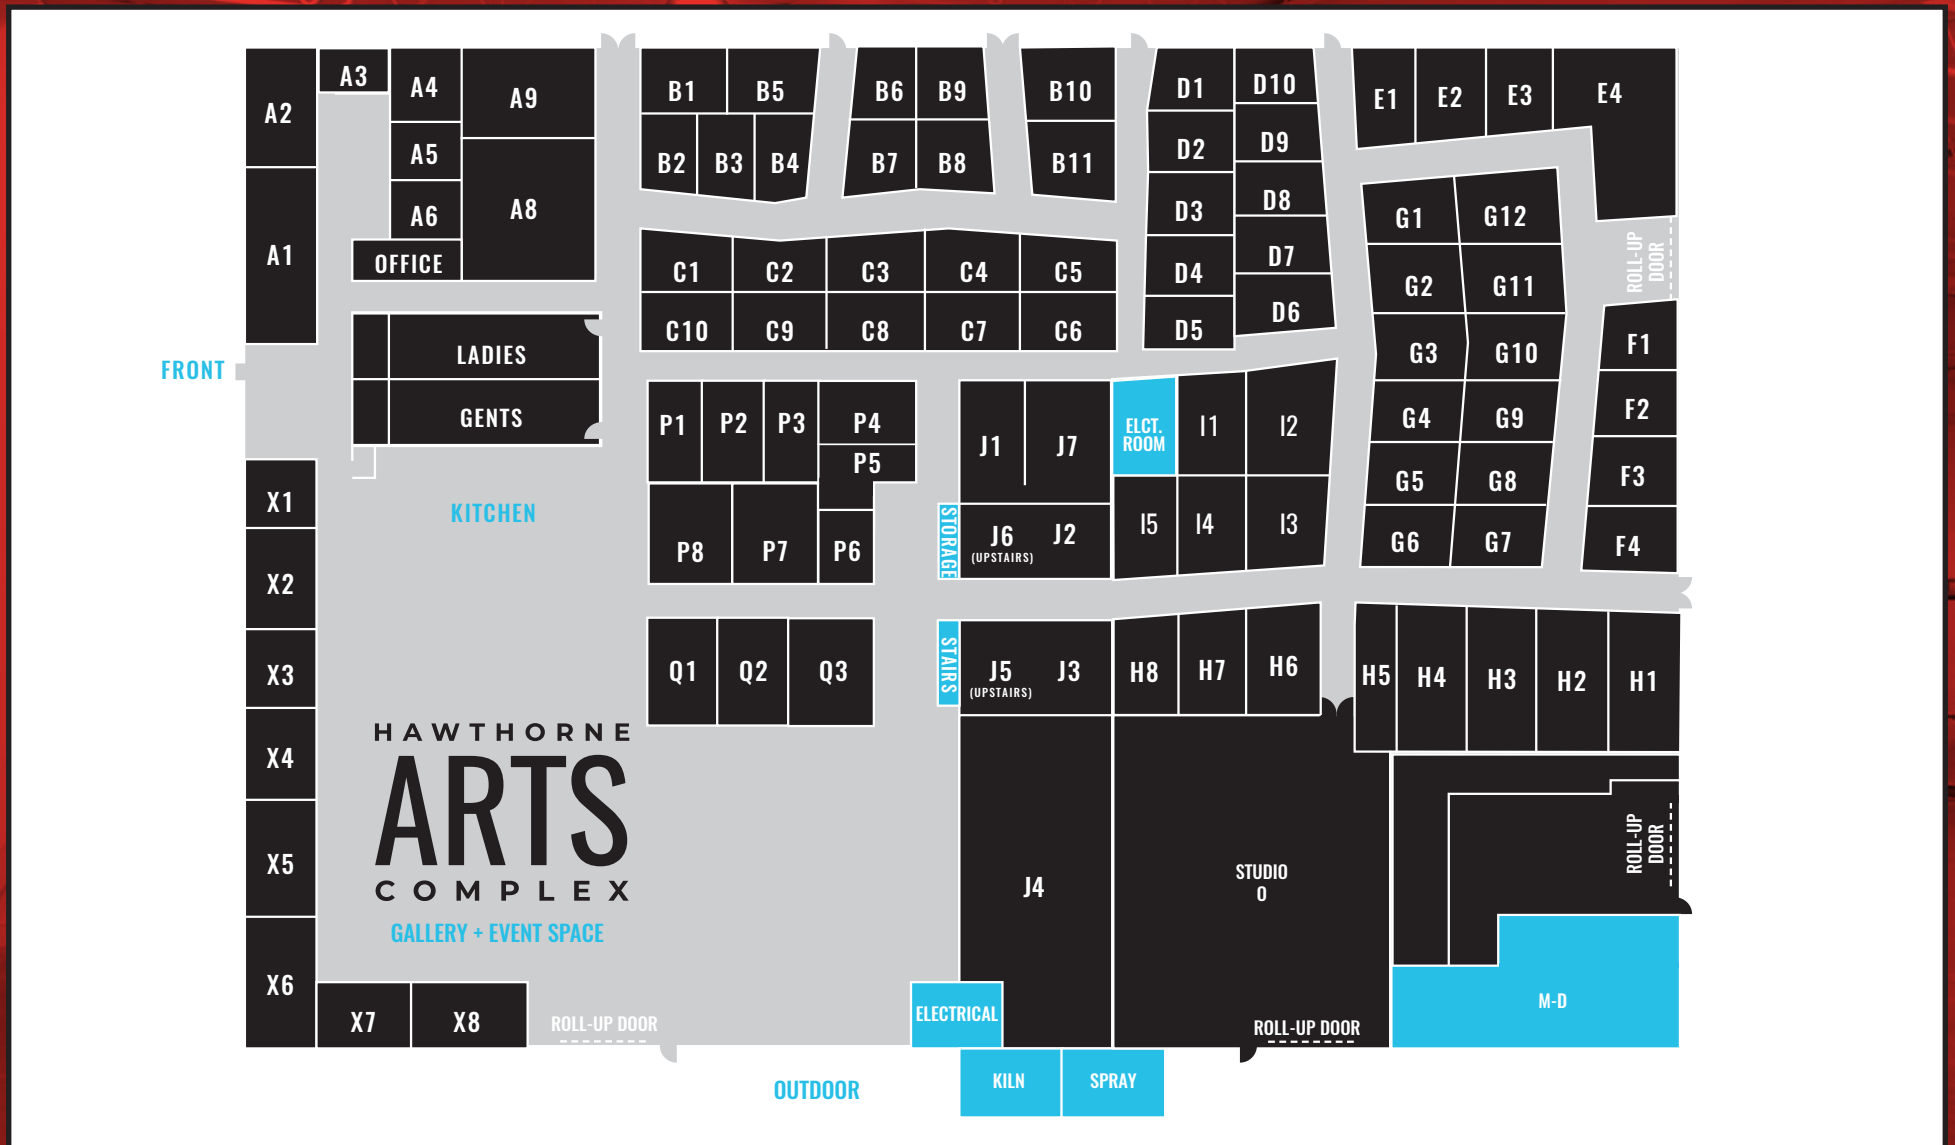 A1
A2
A3
A4
A5
A6
A9
A8
OFFICE
LADIES
GENTS
FRONT
KITCHEN
B1
B5
B2
B3
B4
B6
B9
B7
B8
B10
B11
C1
C2
C3
C4
C5
C10
C9
C8
C7
C6
D1
D10
D2
D9
D3
D8
D4
D7
D5
D6
E1
E2
E3
E4
ROLL-UP
DOOR
G1
G12
G2
G11
G3
G10
G4
G9
G5
G8
G6
G7
F1
F2
F3
F4
P1
P2
P3
P4
P5
P8
P7
P6
J1
J7
J6
(UPSTAIRS)
J2
STORAGE
ELCT.
ROOM
I1
I2
I5
I4
I3
Q1
Q2
Q3
STAIRS
J5
(UPSTAIRS)
J3
H8
H7
H6
H5
H4
H3
H2
H1
X1
X2
X3
X4
X5
X6
X7
X8
HAWTHORNE
ARTS
COMPLEX
GALLERY + EVENT SPACE
ROLL-UP DOOR
J4
STUDIO
O
ROLL-UP DOOR
ROLL-UP
DOOR
M-D
ELECTRICAL
KILN
SPRAY
OUTDOOR